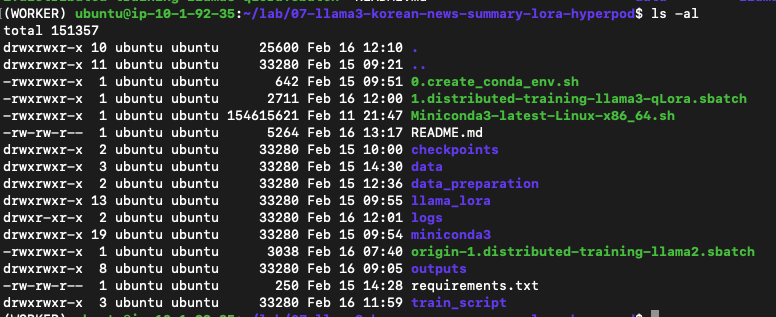 (WORKER) ubuntu@ip-10-1-92-35:~/lab/07-llama3-korean-news-summary-lora-hyperpod$ ls -al
total 151357
drwxrwxr-x 10 ubuntu ubuntu     25600 Feb 16 12:10 .
drwxrwxr-x 11 ubuntu ubuntu     33280 Feb 15 09:21 ..
-rwxrwxr-x  1 ubuntu ubuntu       642 Feb 15 09:51 0.create_conda_env.sh
-rwxrwxr-x  1 ubuntu ubuntu      2711 Feb 16 12:00 1.distributed-training-llama3-qLora.sbatch
-rwxrwxr-x  1 ubuntu ubuntu 154615621 Feb 11 21:47 Miniconda3-latest-Linux-x86_64.sh
-rw-rw-r--  1 ubuntu ubuntu      5264 Feb 16 13:17 README.md
drwxrwxr-x  2 ubuntu ubuntu     33280 Feb 15 10:00 checkpoints
drwxrwxr-x  3 ubuntu ubuntu     33280 Feb 15 14:30 data
drwxrwxr-x  2 ubuntu ubuntu     33280 Feb 15 12:36 data_preparation
drwxrwxr-x 13 ubuntu ubuntu     33280 Feb 15 09:55 llama_lora
drwxr-xr-x  2 ubuntu ubuntu     33280 Feb 16 12:01 logs
drwxrwxr-x 19 ubuntu ubuntu     33280 Feb 15 09:54 miniconda3
-rwxrwxr-x  1 ubuntu ubuntu      3038 Feb 16 07:40 origin-1.distributed-training-llama2.sbatch
drwxrwxr-x  8 ubuntu ubuntu     33280 Feb 16 09:05 outputs
-rw-rw-r--  1 ubuntu ubuntu       250 Feb 15 14:28 requirements.txt
drwxrwxr-x  3 ubuntu ubuntu     33280 Feb 16 11:59 train_script